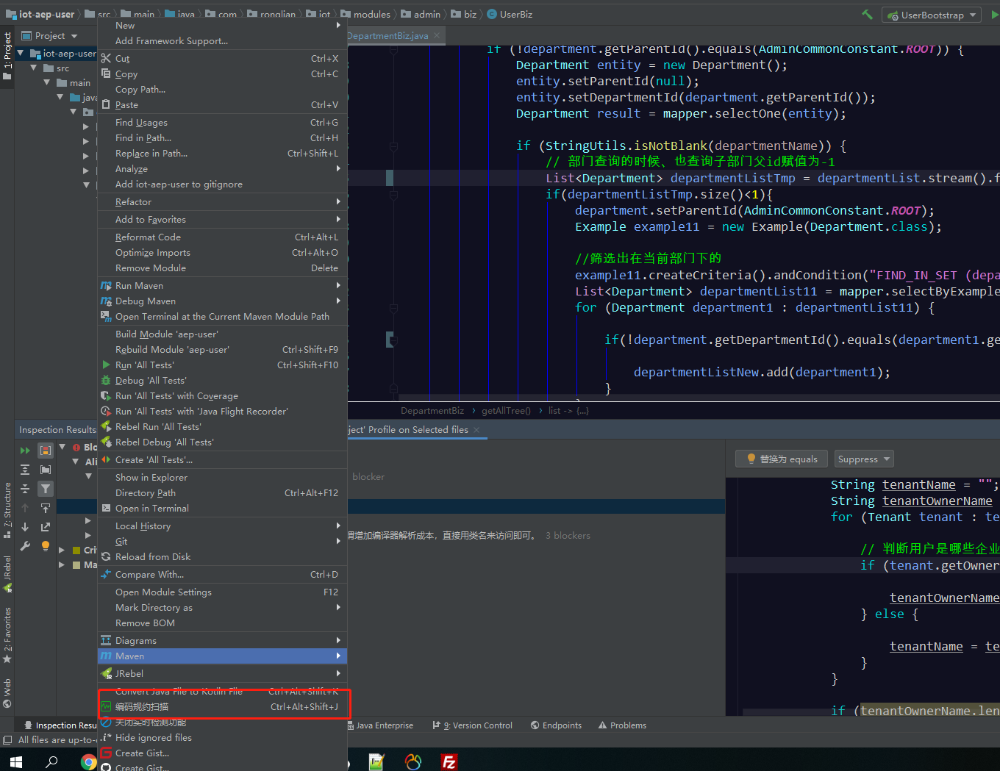 iot-aep-user
src
main
java
com
ronglian
iot
modules
admin
biz
UserBiz
UserBootstrap
1: Project
Project
iot-aep-user
src
main
java
New
Add Framework Support...
Cut Ctrl+X
Copy Ctrl+C
Copy Path...
Paste Ctrl+V
Find Usages Ctrl+G
Find in Path... Ctrl+H
Replace in Path... Ctrl+Shift+L
Analyze
Add iot-aep-user to gitignore
Refactor
Add to Favorites
Reformat Code Ctrl+Alt+L
Optimize Imports Ctrl+Alt+O
Remove Module Delete
Run Maven
Debug Maven
Open Terminal at the Current Maven Module Path
Build Module 'aep-user'
Rebuild Module 'aep-user' Ctrl+Shift+F9
Run 'All Tests' Ctrl+Shift+F10
Debug 'All Tests'
Run 'All Tests' with Coverage
Run 'All Tests' with 'Java Flight Recorder'
Rebel Run 'All Tests'
Rebel Debug 'All Tests'
Create 'All Tests'...
Show in Explorer
Directory Path Ctrl+Alt+F12
Open in Terminal
Local History
Git
Reload from Disk
Compare With... Ctrl+D
Open Module Settings F12
Mark Directory as
Remove BOM
Diagrams
Maven
JRebel
Convert Java File to Kotlin File Ctrl+Alt+Shift+K
编码规约扫描 Ctrl+Alt+Shift+J
关闭实时检测功能
Hide ignored files
Create Gist...
Create Gist...
DepartmentBiz.java
if (!department.getParentId().equals(AdminCommonConstant.ROOT)) {
Department entity = new Department();
entity.setParentId(null);
entity.setDepartmentId(department.getParentId());
Department result = mapper.selectOne(entity);
if (StringUtils.isNotBlank(departmentName)) {
// 部门查询的时候、也查询子部门父id赋值为-1
List<Department> departmentListTmp = departmentList.stream().f
if(departmentListTmp.size()<1){
department.setParentId(AdminCommonConstant.ROOT);
Example example11 = new Example(Department.class);
//筛选出在当前部门下的
example11.createCriteria().andCondition("FIND_IN_SET (depa
List<Department> departmentList11 = mapper.selectByExample
for (Department department1 : departmentList11) {
if(!department.getDepartmentId().equals(department1.ge
departmentListNew.add(department1);
}
DepartmentBiz
getAllTree()
list -> {...}
Inspection Results
ject' Profile on Selected files
Blo
Ali
Crit
Ma
blocker
增加编译器解析成本，直接用类名来访问即可。 3 blockers
替换为 equals
Suppress
String tenantName = "";
String tenantOwnerName
for (Tenant tenant : te
// 判断用户是哪些企业
if (tenant.getOwner
tenantOwnerName
} else {
tenantName = te
}
}
if (tenantOwnerName.len
7: Structure
JRebel
2: Favorites
Web
Inspection Resu
Java Enterprise
9: Version Control
Endpoints
Problems
All files are up-to-